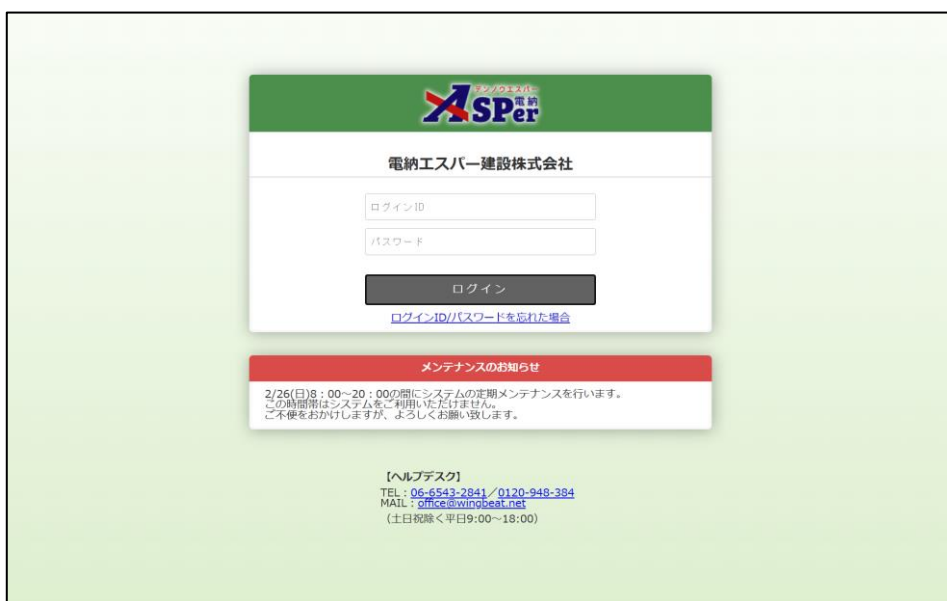 デンノウエスパー
ASPer電納
電納エスパー建設株式会社
ログインID
パスワード
ログイン
ログインID/パスワードを忘れた場合
メンテナンスのお知らせ
2/26(日)8：00～20：00の間にシステムの定期メンテナンスを行います。
この時間帯はシステムをご利用いただけません。
ご不便をおかけしますが、よろしくお願い致します。
【ヘルプデスク】
TEL：06-6543-2841／0120-948-384
MAIL：office@wingbeat.net
（土日祝除く平日9:00～18:00）